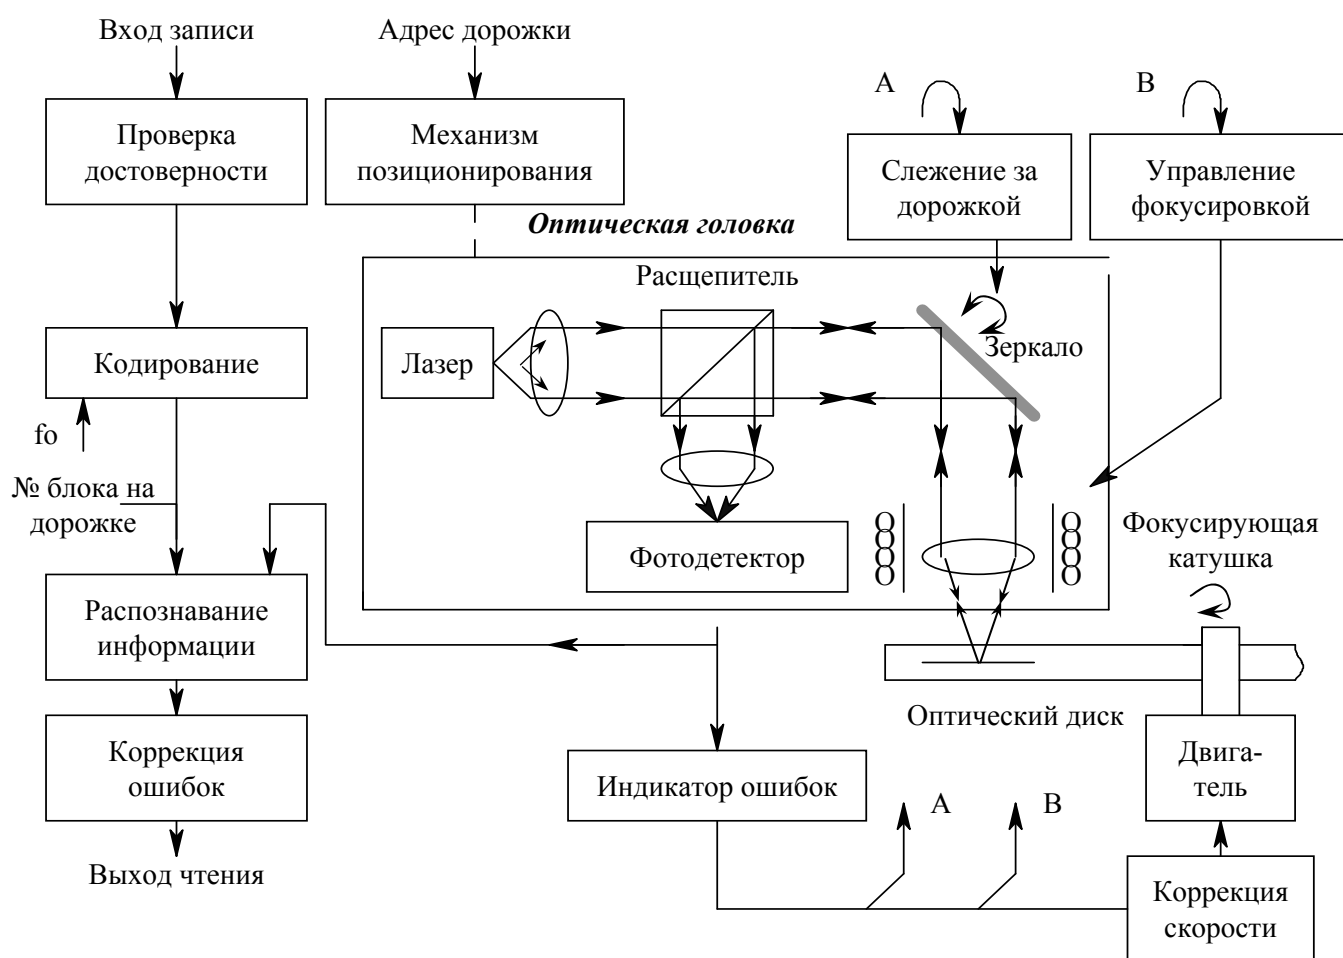 Вход записи
Адрес дорожки
A
B
Проверка
достоверности
Механизм
позиционирования
Слежение за
дорожкой
Управление
фокусировкой
Оптическая головка
Расщепитель
Зеркало
Лазер
Кодирование
fo
№ блока на
дорожке
Фотодетектор
Фокусирующая
катушка
Распознавание
информации
Оптический диск
Коррекция
ошибок
Индикатор ошибок
Двига-
тель
A
B
Выход чтения
Коррекция
скорости